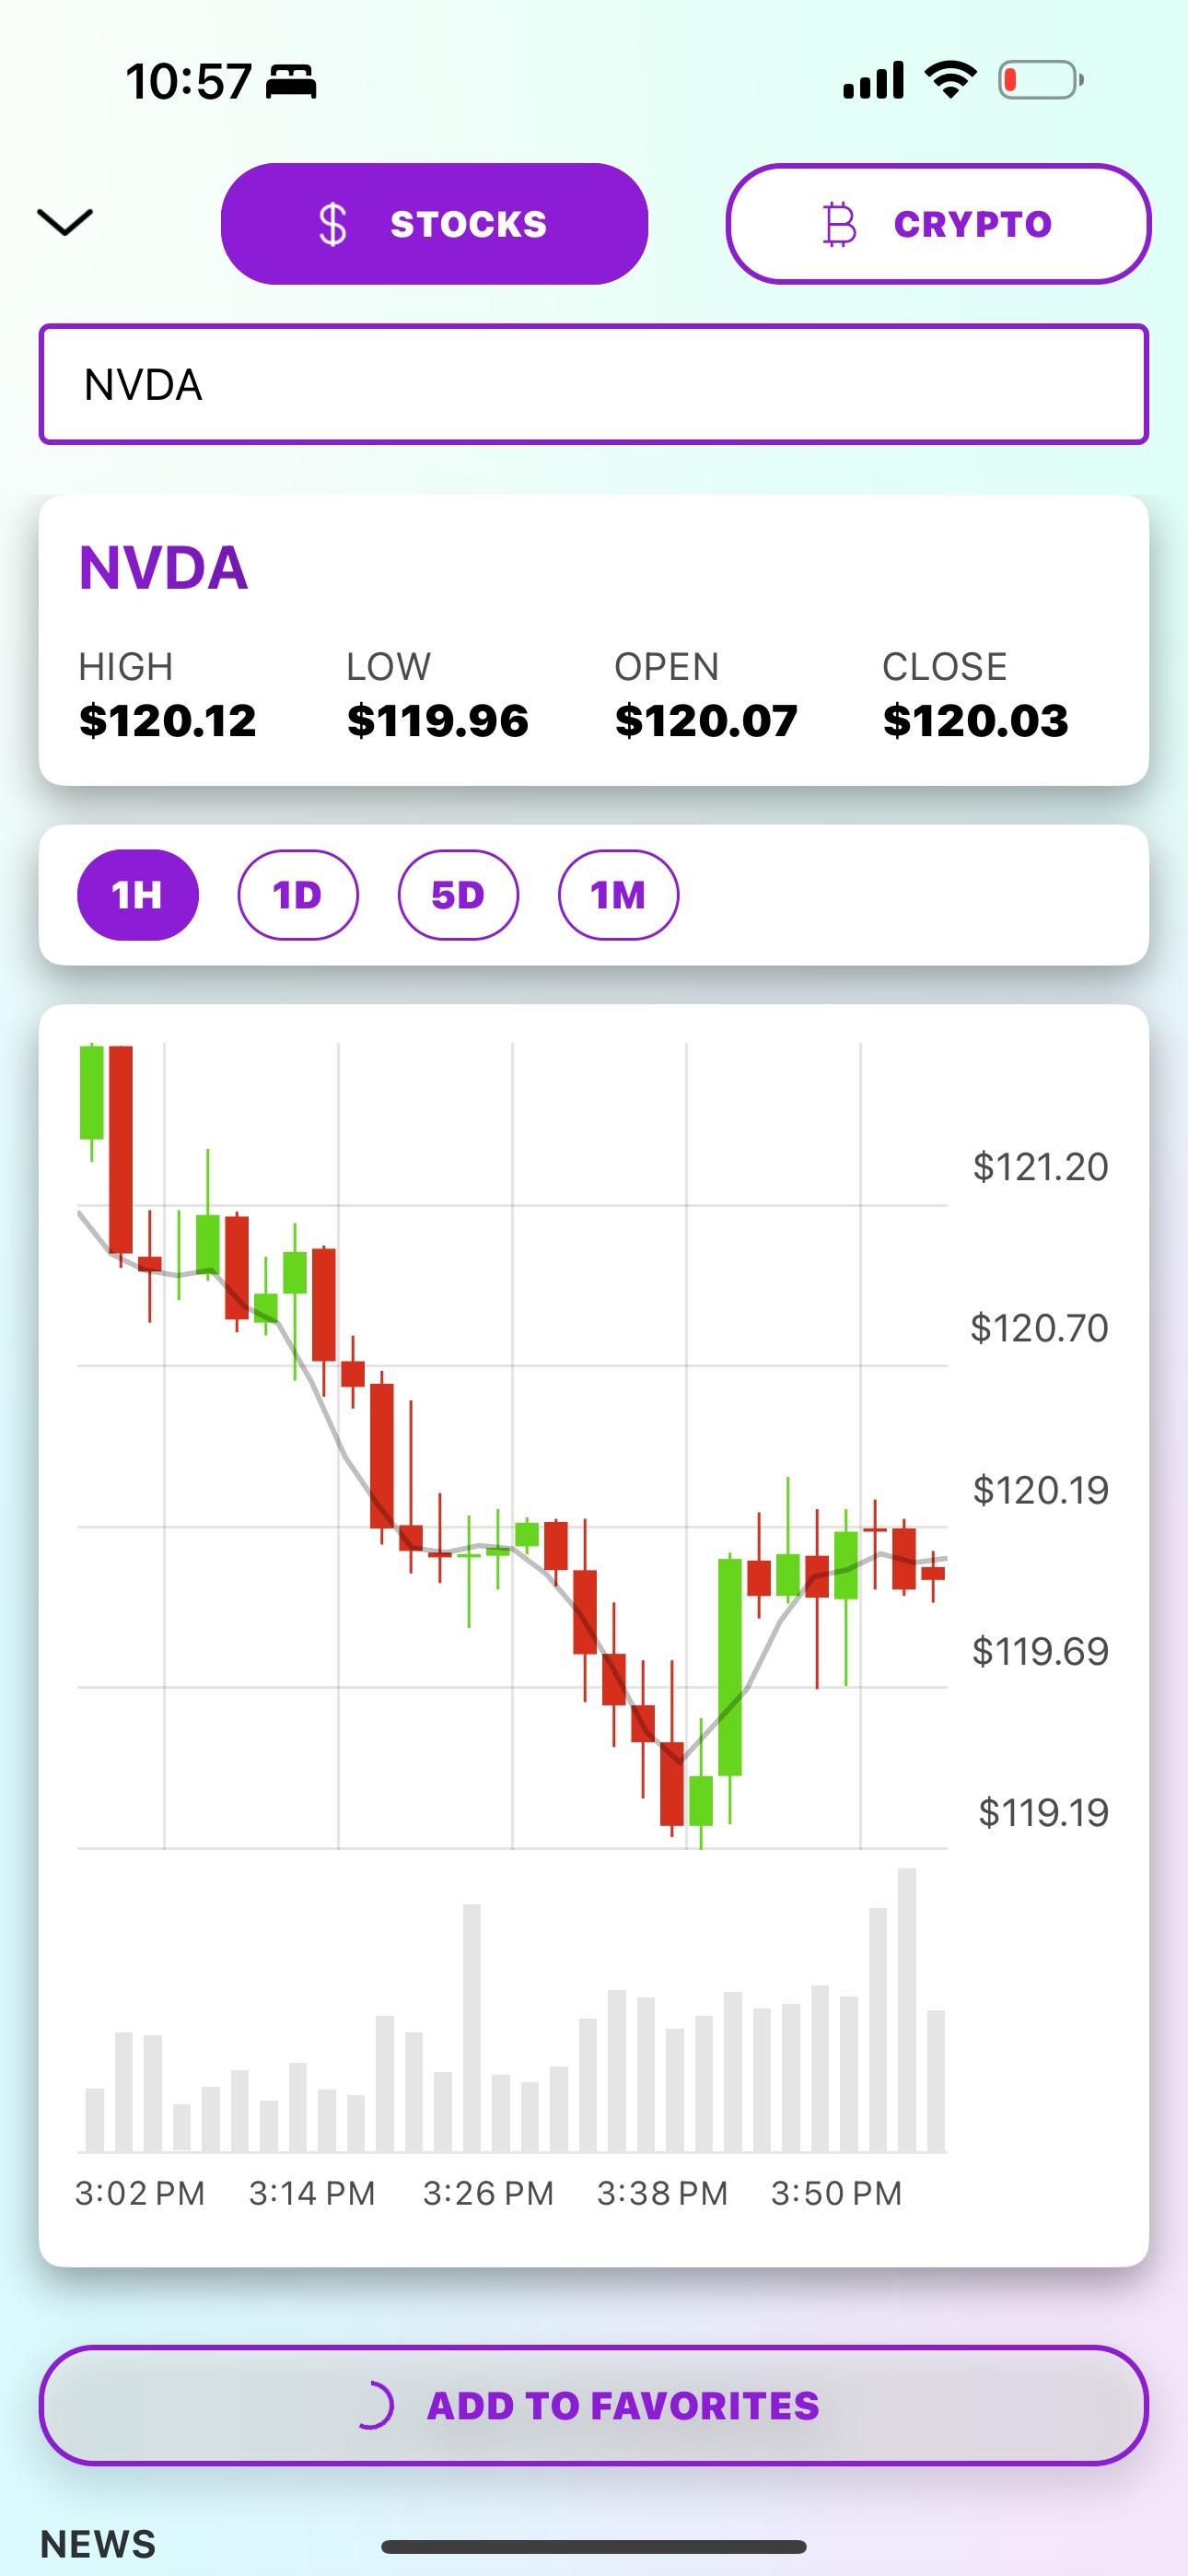 10:57
$ STOCKS
₿ CRYPTO
NVDA
NVDA
HIGH LOW OPEN CLOSE
$120.12 $119.96 $120.07 $120.03
1H 1D 5D 1M
$121.20
$120.70
$120.19
$119.69
$119.19
3:02 PM 3:14 PM 3:26 PM 3:38 PM 3:50 PM
ADD TO FAVORITES
NEWS